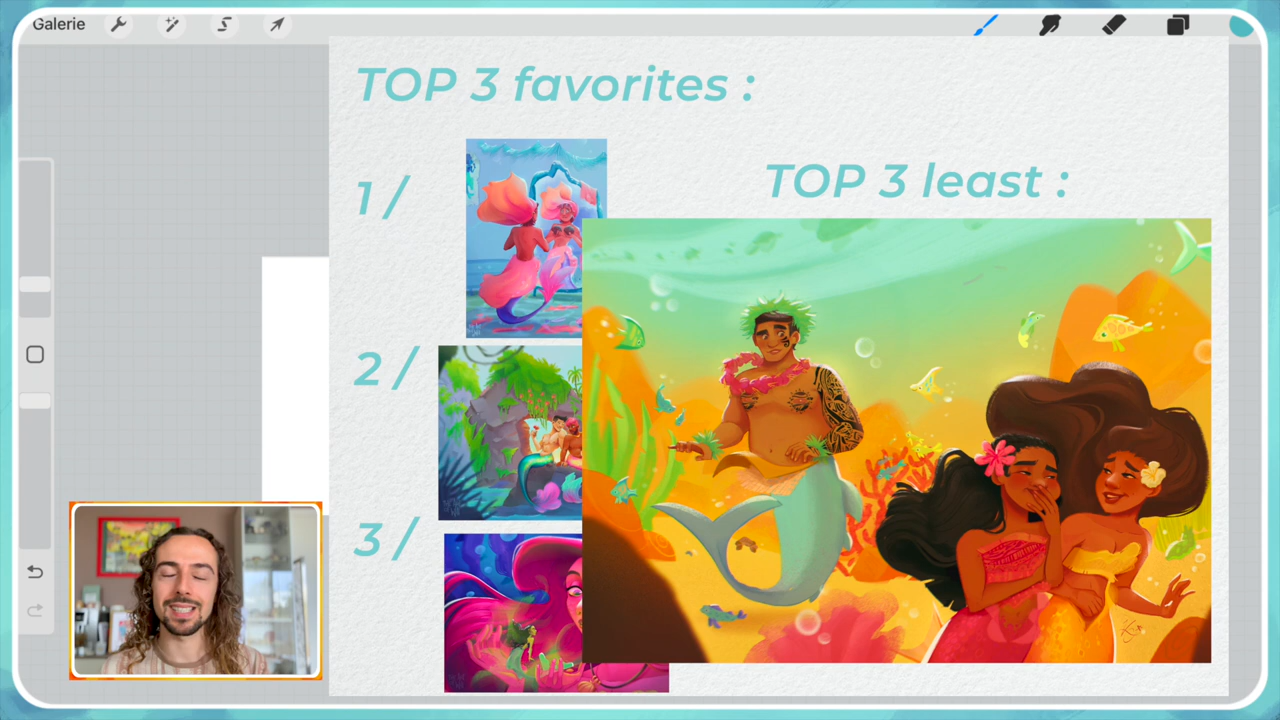 Galerie
TOP 3 favorites :
1 /
TOP 3 least :
2 /
3 /